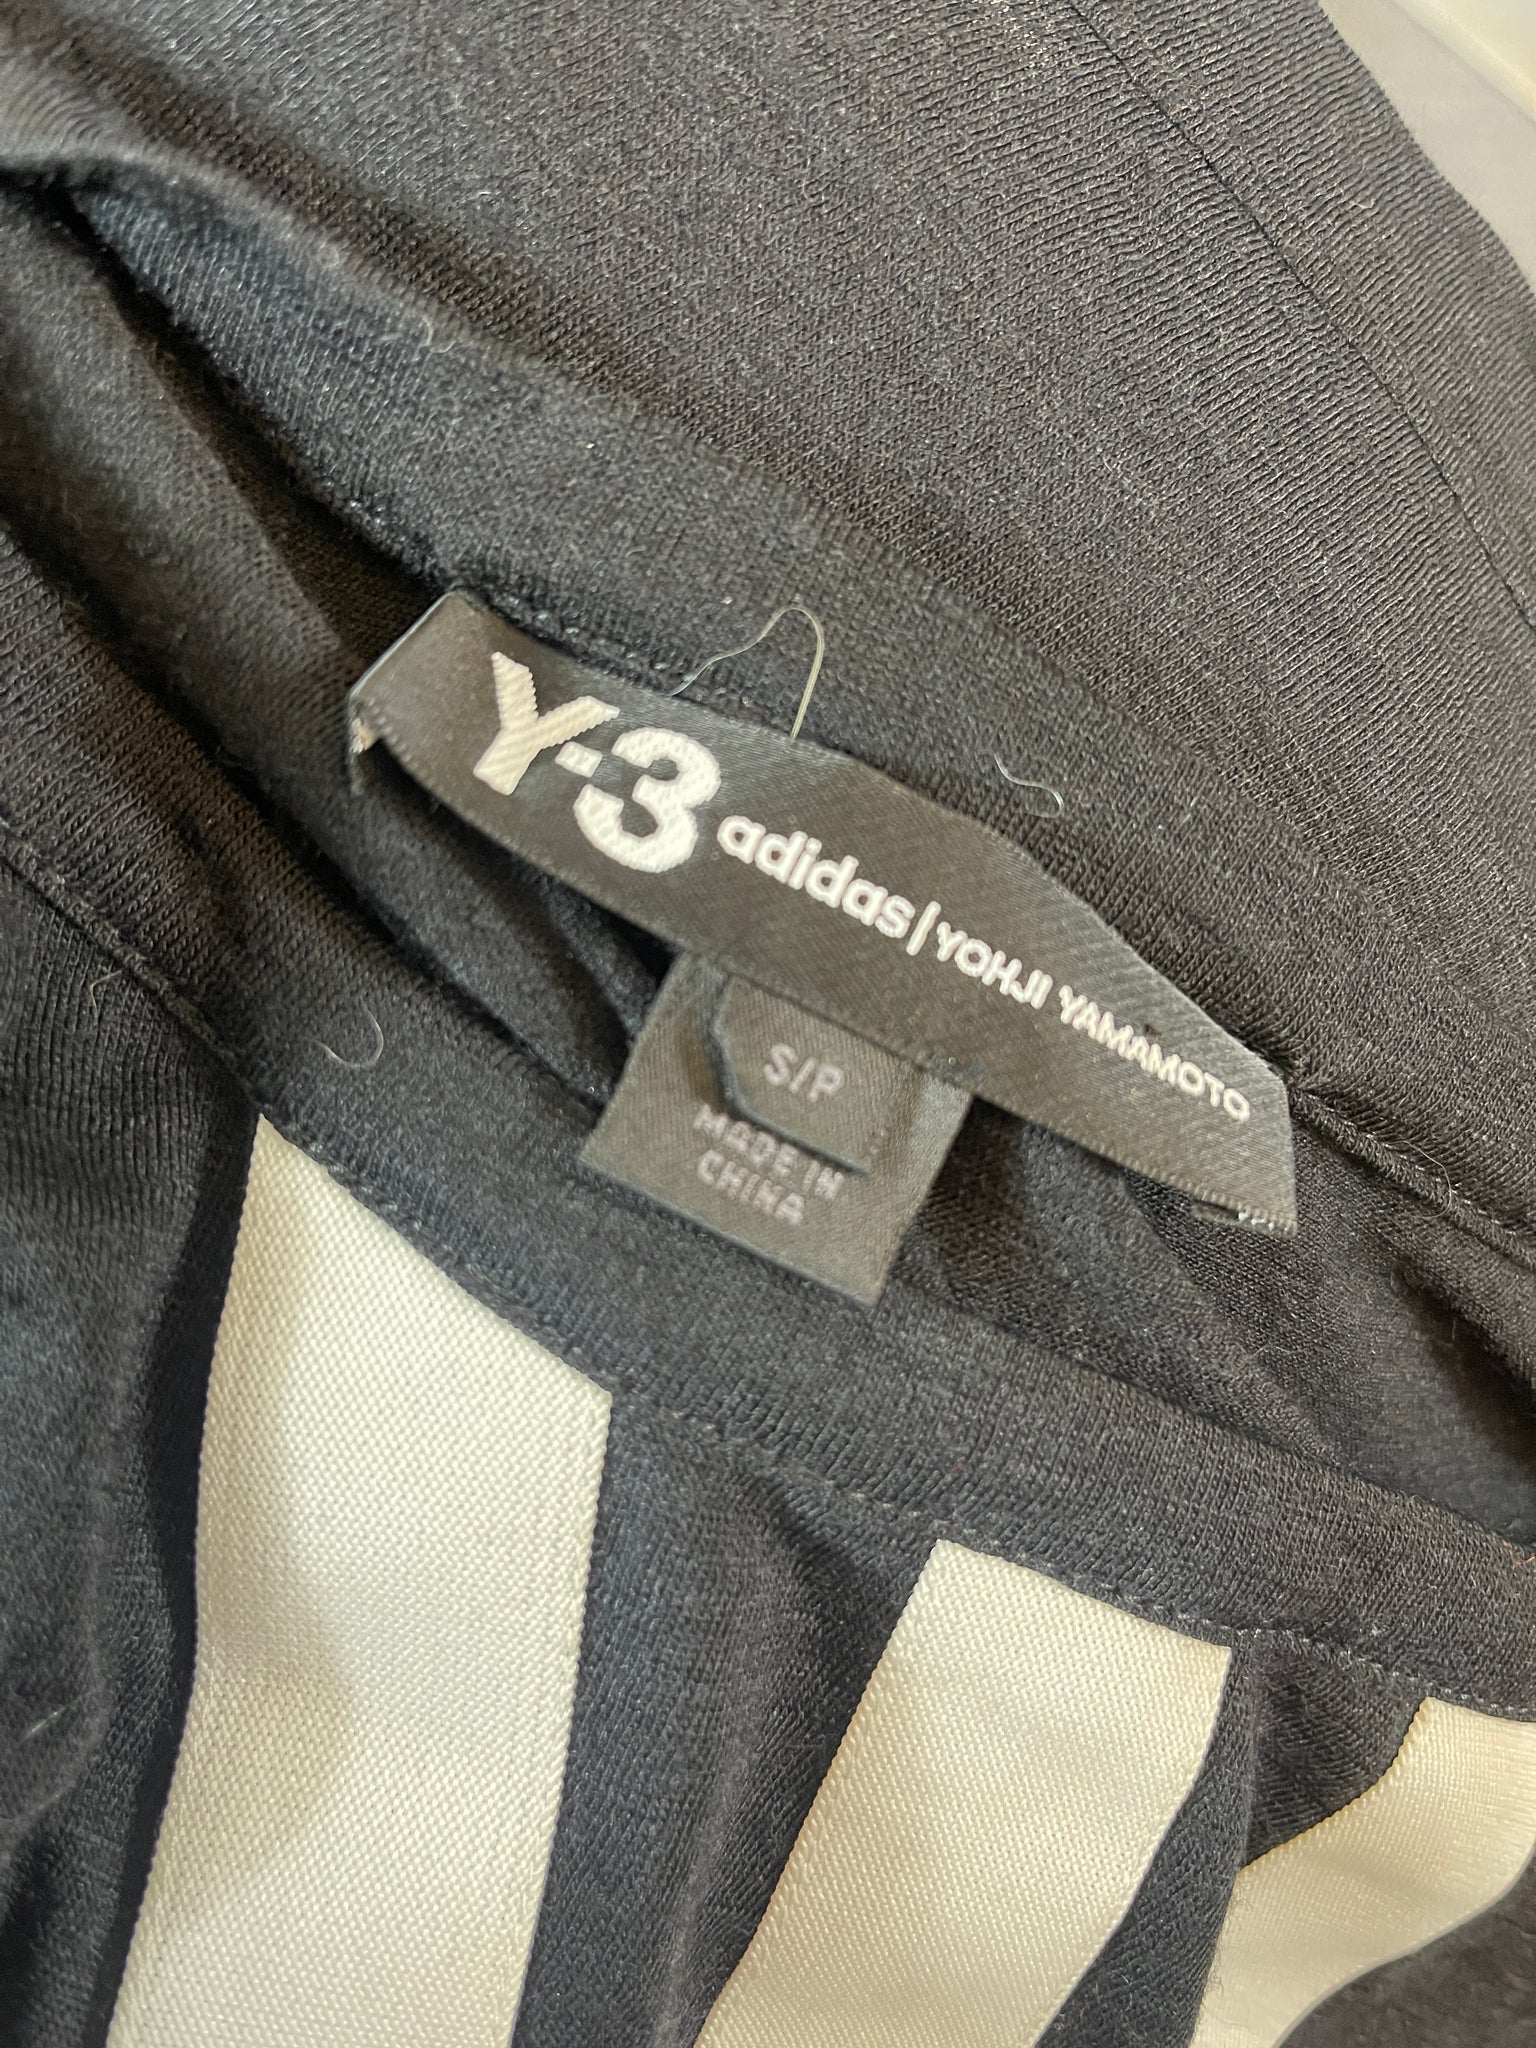 Y-3 adidas | YOHJI YAMAMOTO
S/P
MADE IN
CHINA